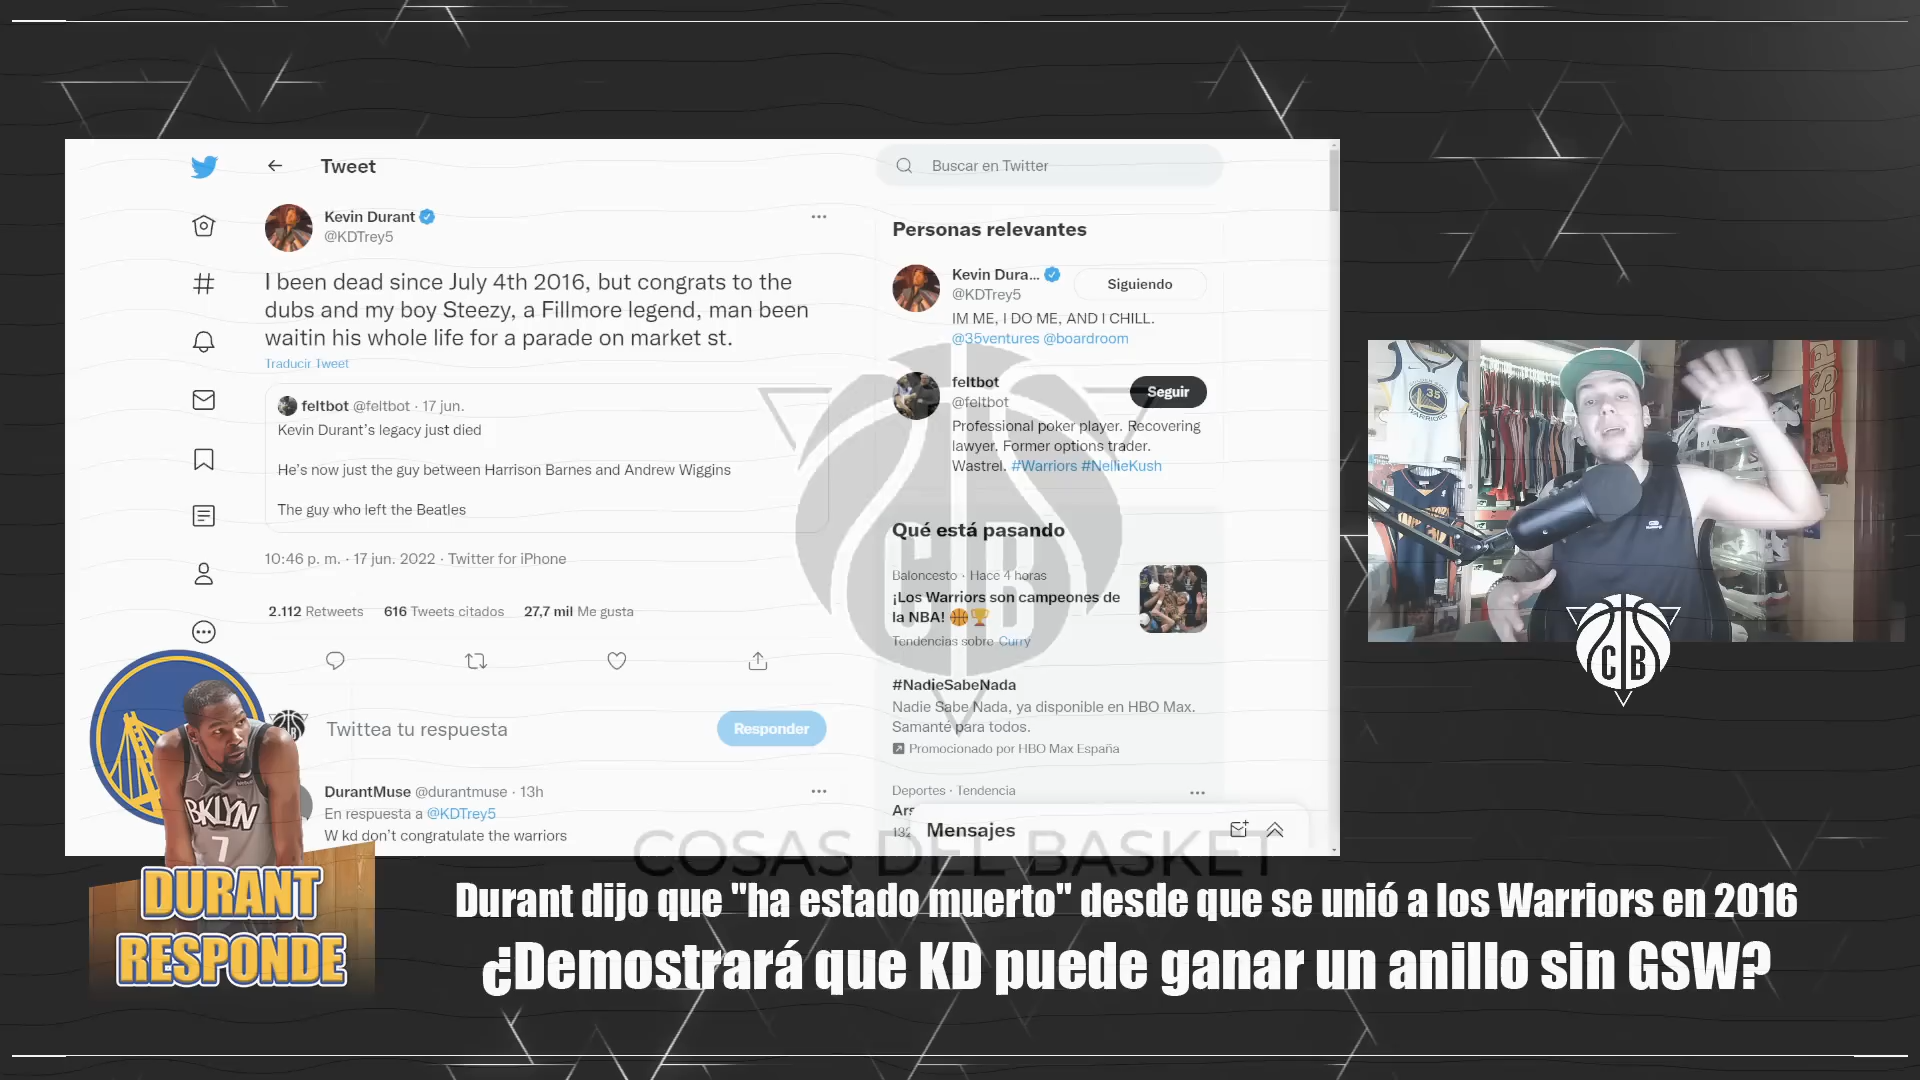 Tweet
Kevin Durant
@KDTrey5
I been dead since July 4th 2016, but congrats to the
dubs and my boy Steezy, a Fillmore legend, man been
waitin his whole life for a parade on market st.
Traducir Tweet
feltbot @feltbot · 17 jun.
Kevin Durant's legacy just died
He's now just the guy between Harrison Barnes and Andrew Wiggins
The guy who left the Beatles
10:46 p. m. · 17 jun. 2022 · Twitter for iPhone
2.112 Retweets 616 Tweets citados 27,7 mil Me gusta
Twittea tu respuesta
Responder
DurantMuse @durantmuse · 13h
En respuesta a @KDTrey5
W kd don't congratulate the warriors
Buscar en Twitter
Personas relevantes
Kevin Dura...
@KDTrey5
Siguiendo
IM ME, I DO ME, AND I CHILL.
@35ventures @boardroom
feltbot
@feltbot
Seguir
Professional poker player. Recovering
lawyer. Former options trader.
Wastrel. #Warriors #NellieKush
Qué está pasando
Baloncesto · Hace 4 horas
¡Los Warriors son campeones de
la NBA! 🏀🏆
Tendencias sobre Curry
#NadieSabeNada
Nadie Sabe Nada, ya disponible en HBO Max.
Samanté para todos.
Promocionado por HBO Max España
Deportes · Tendencia
Mensajes
CB
COSAS DEL BASKET
WARRIORS
35
ESP
CB
BKLYN
7
DURANT
RESPONDE
Durant dijo que "ha estado muerto" desde que se unió a los Warriors en 2016
¿Demostrará que KD puede ganar un anillo sin GSW?